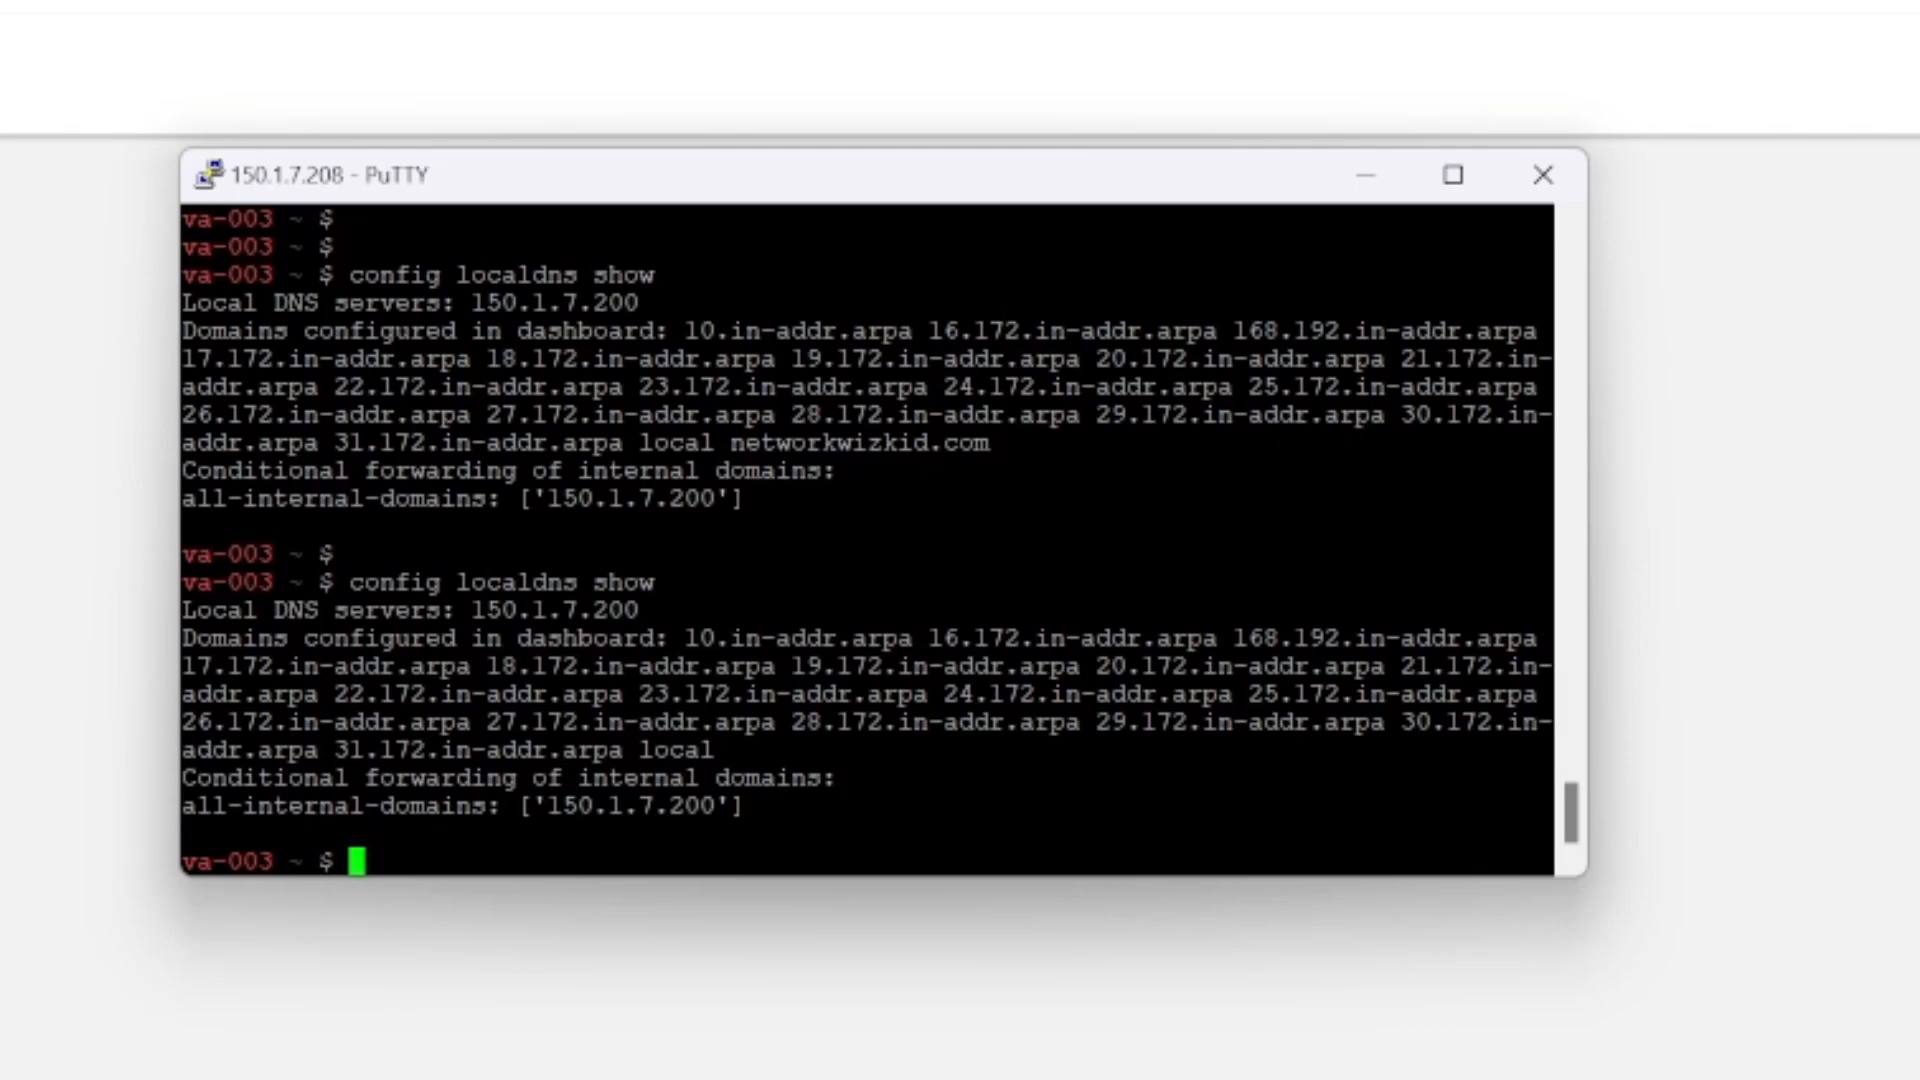 150.1.7.208 - PuTTY
va-003 ~ $
va-003 ~ $
va-003 ~ $ config localdns show
Local DNS servers: 150.1.7.200
Domains configured in dashboard: 10.in-addr.arpa 16.172.in-addr.arpa 168.192.in-addr.arpa
17.172.in-addr.arpa 18.172.in-addr.arpa 19.172.in-addr.arpa 20.172.in-addr.arpa 21.172.in-
addr.arpa 22.172.in-addr.arpa 23.172.in-addr.arpa 24.172.in-addr.arpa 25.172.in-addr.arpa
26.172.in-addr.arpa 27.172.in-addr.arpa 28.172.in-addr.arpa 29.172.in-addr.arpa 30.172.in-
addr.arpa 31.172.in-addr.arpa local networkwizkid.com
Conditional forwarding of internal domains:
all-internal-domains: ['150.1.7.200']
va-003 ~ $
va-003 ~ $ config localdns show
Local DNS servers: 150.1.7.200
Domains configured in dashboard: 10.in-addr.arpa 16.172.in-addr.arpa 168.192.in-addr.arpa
17.172.in-addr.arpa 18.172.in-addr.arpa 19.172.in-addr.arpa 20.172.in-addr.arpa 21.172.in-
addr.arpa 22.172.in-addr.arpa 23.172.in-addr.arpa 24.172.in-addr.arpa 25.172.in-addr.arpa
26.172.in-addr.arpa 27.172.in-addr.arpa 28.172.in-addr.arpa 29.172.in-addr.arpa 30.172.in-
addr.arpa 31.172.in-addr.arpa local
Conditional forwarding of internal domains:
all-internal-domains: ['150.1.7.200']
va-003 ~ $